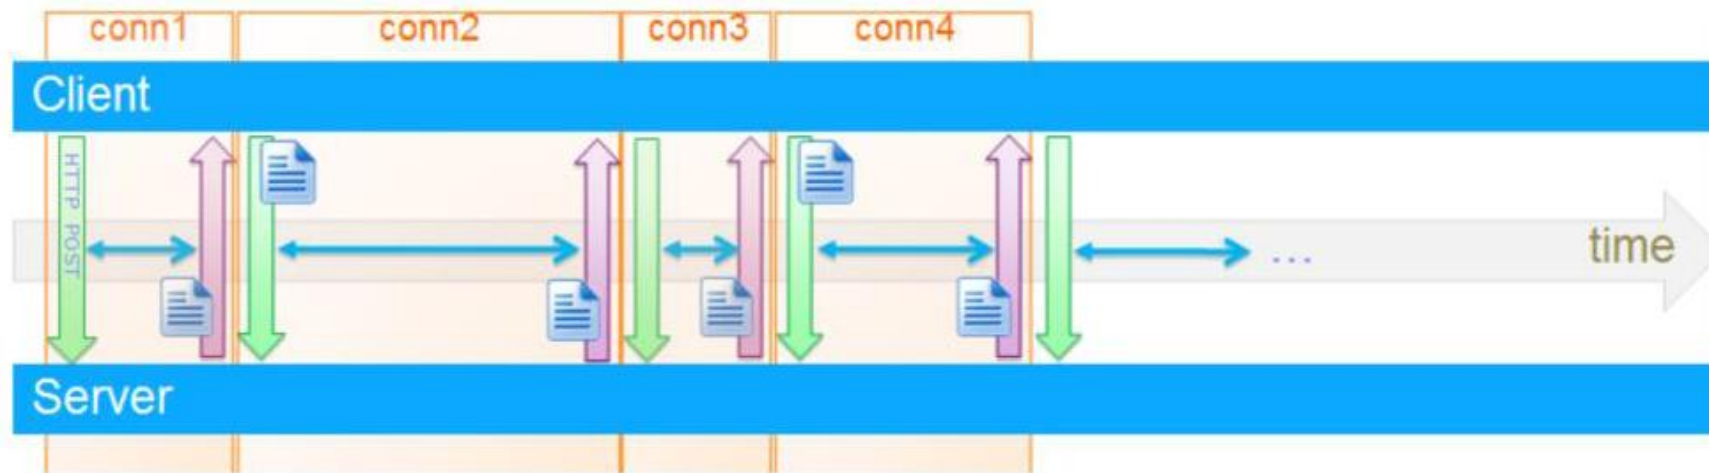 conn1
conn2
conn3
conn4
Client
HTTP POST
...
time
Server